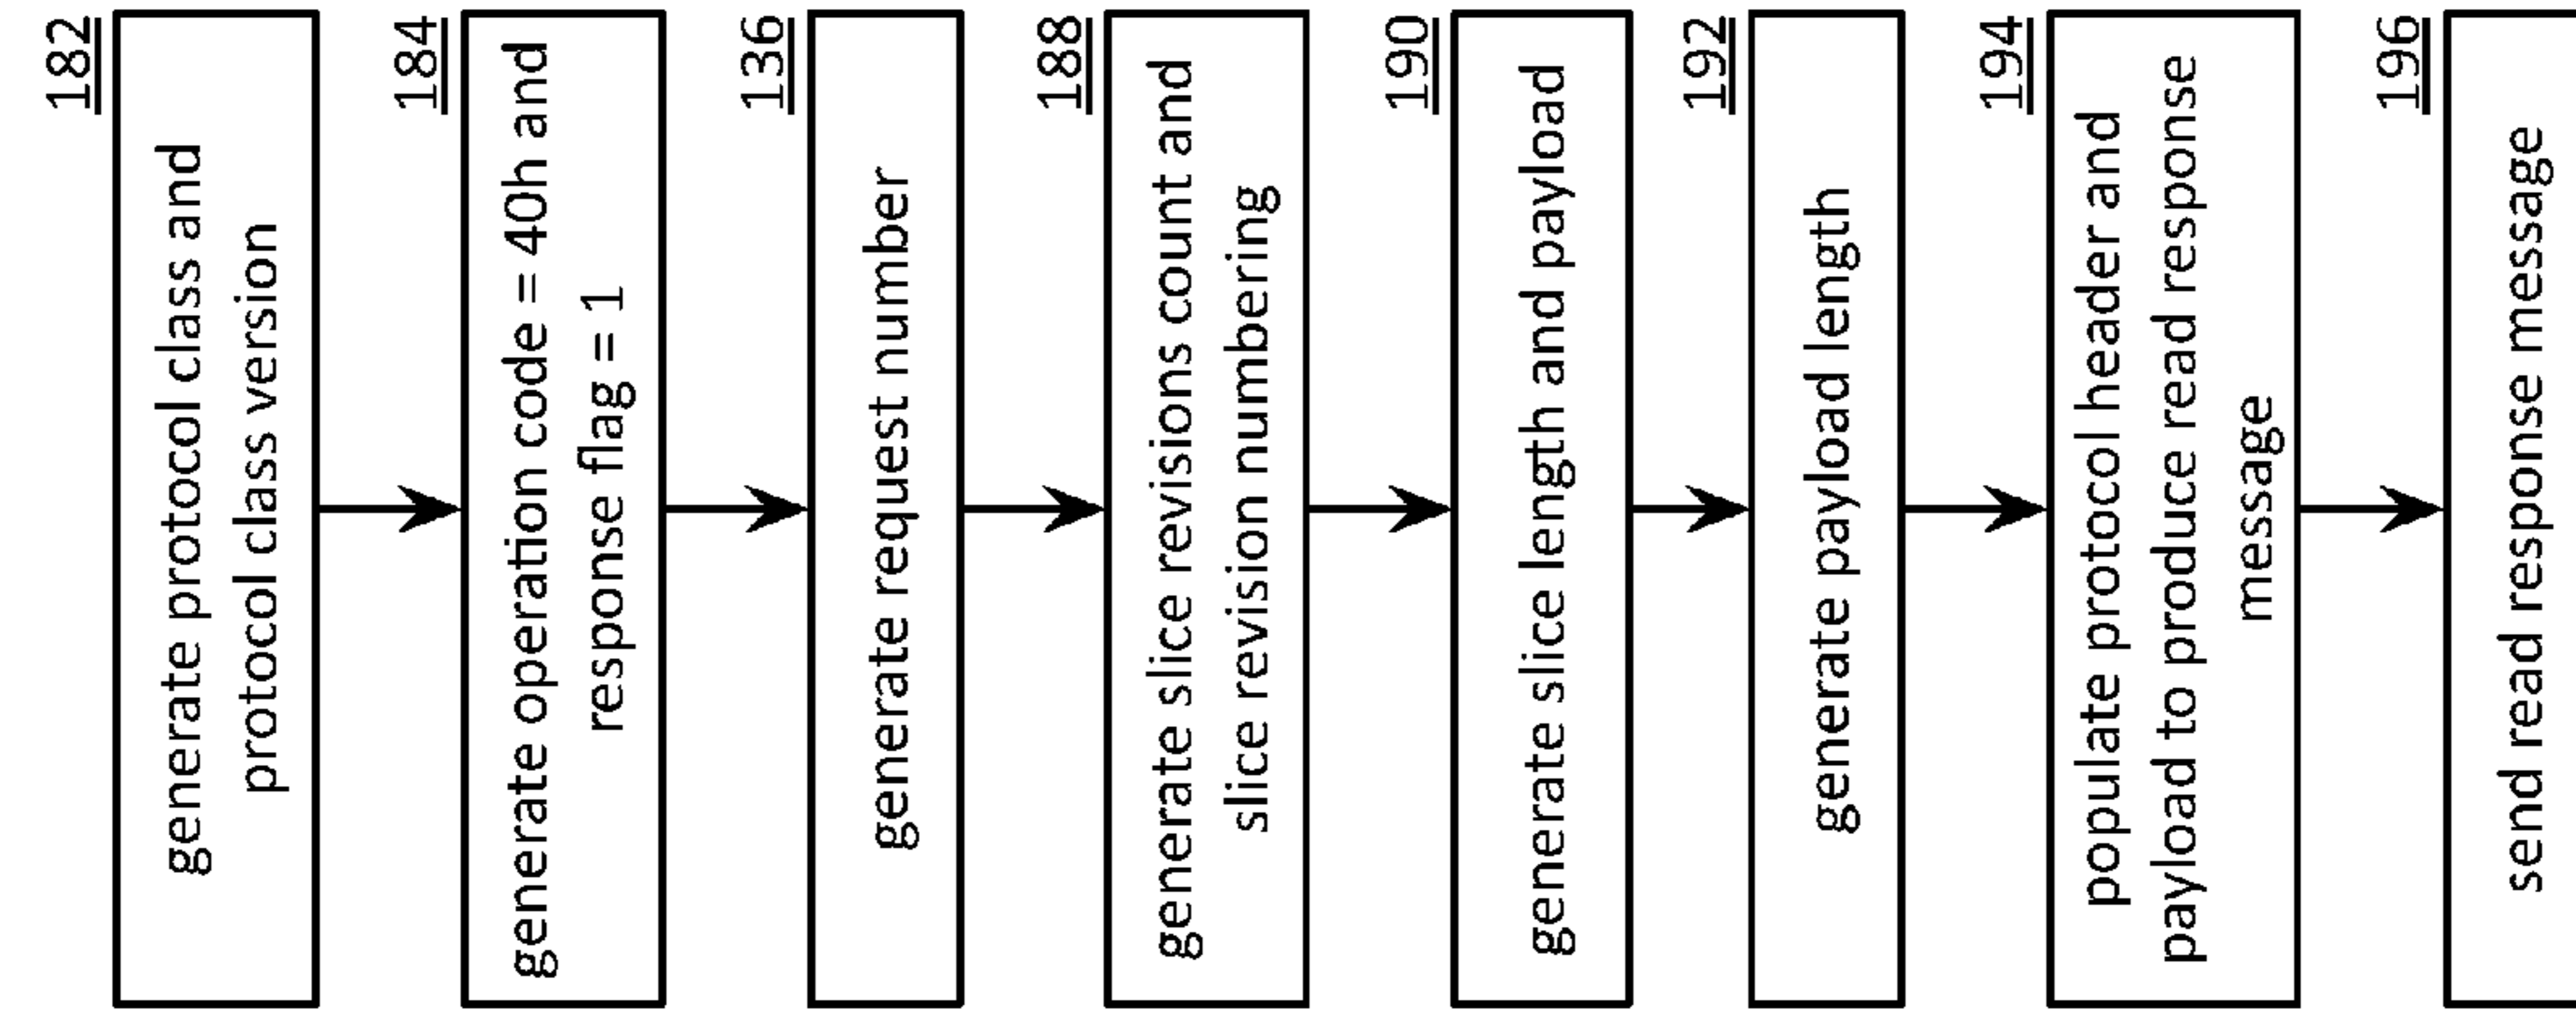 182
generate protocol class and
protocol class version
184
generate operation code = 40h and
response flag = 1
136
generate request number
188
generate slice revisions count and
slice revision numbering
190
generate slice length and payload
192
generate payload length
194
populate protocol header and
payload to produce read response
message
196
send read response message